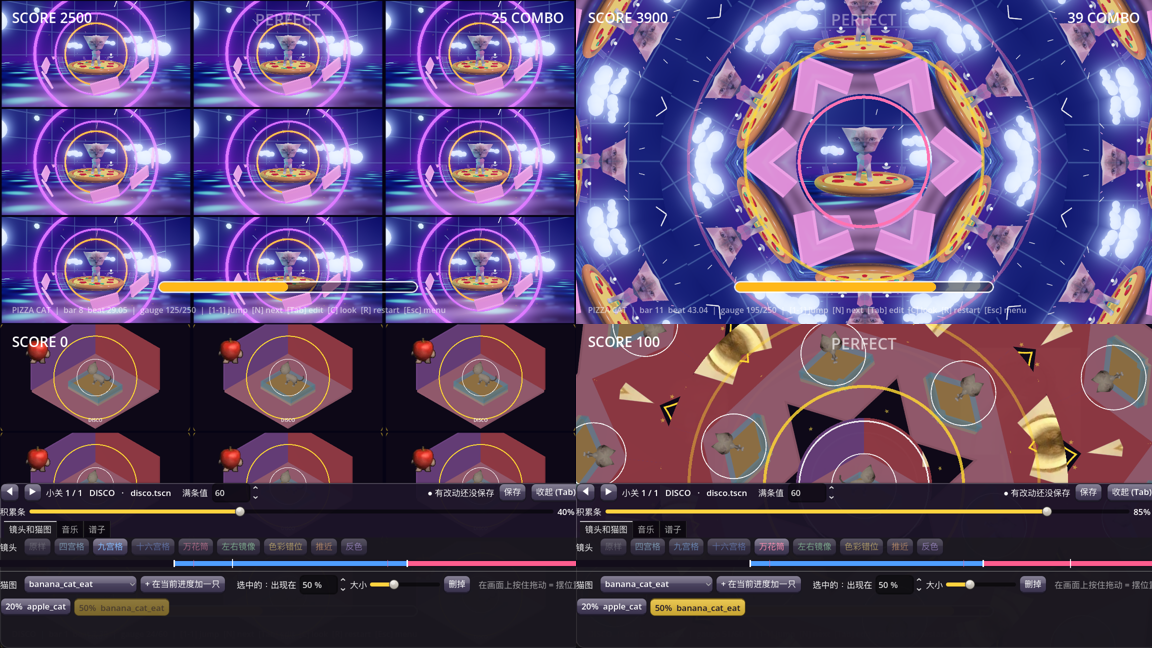 SCORE 2500
PERFECT
25 COMBO
PIZZA CAT | bar 8 beat 29.05 | gauge 125/250 | [1-1] jump [N] next [Tab] edit [C] look [R] restart [Esc] menu
SCORE 3900
PERFECT
39 COMBO
PIZZA CAT | bar 11 beat 43.04 | gauge 195/250 | jump [N] next [Tab] edit [C] look [R] restart [Esc] menu
SCORE 0
DISCO
DISCO
DISCO
小关 1 / 1 DISCO · disco.tscn 满条值 60 ● 有改动还没保存 保存 收起 (Tab)
积累条 40%
镜头和猫图 音乐 谱子
镜头 原样 四宫格 九宫格 十六宫格 万花筒 左右镜像 色彩错位 推近 反色
猫图 banana_cat_eat + 在当前进度加一只 选中的：出现在 50 % 大小 删掉 在画面上按住拖动 = 摆位
20% apple_cat 50% banana_cat_eat
SCORE 100
PERFECT
小关 1 / 1 DISCO · disco.tscn 满条值 60 ● 有改动还没保存 保存 收起 (Tab)
积累条 85%
镜头和猫图 音乐 谱子
镜头 原样 四宫格 九宫格 十六宫格 万花筒 左右镜像 色彩错位 推近 反色
猫图 banana_cat_eat + 在当前进度加一只 选中的：出现在 50 % 大小 删掉 在画面上按住拖动 = 摆位
20% apple_cat 50% banana_cat_eat